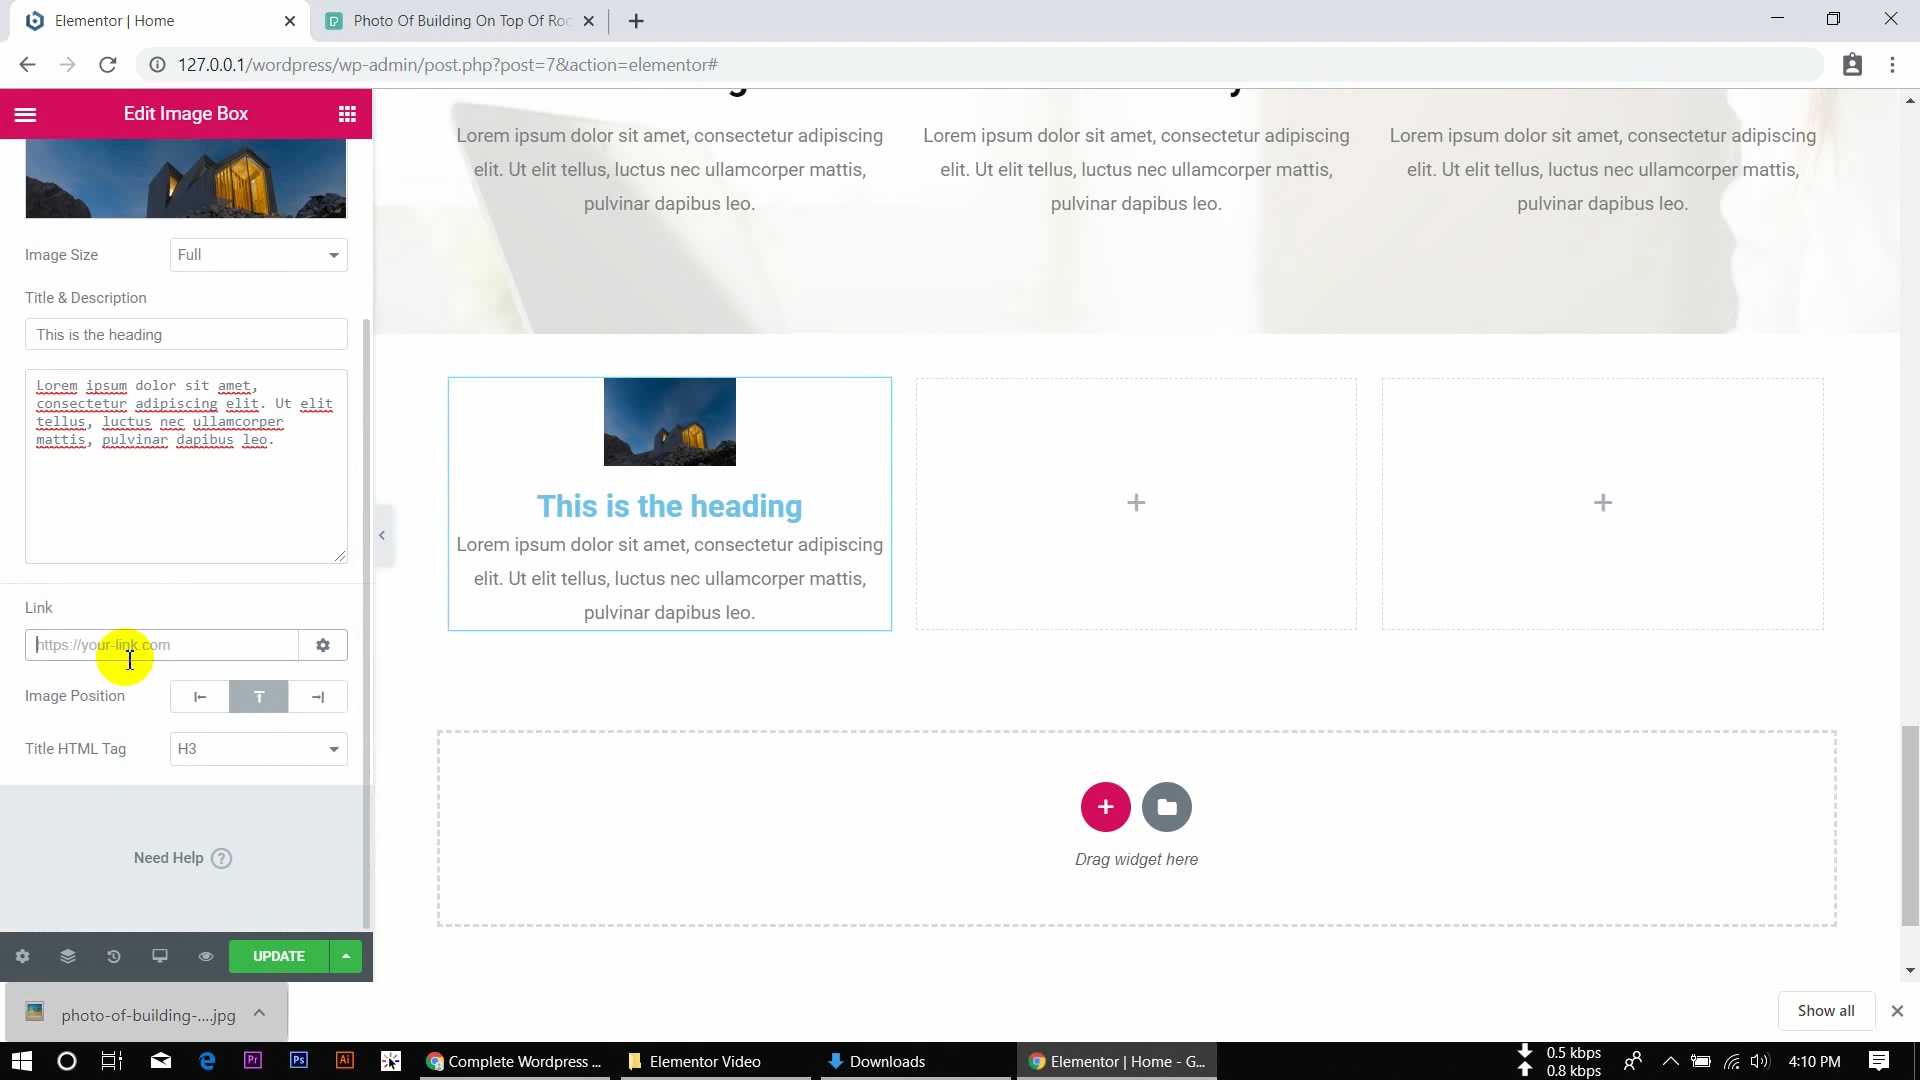 Elementor | Home
Photo Of Building On Top Of Roc
127.0.0.1/wordpress/wp-admin/post.php?post=7&action=elementor#
Edit Image Box
Image Size
Full
Title & Description
This is the heading
Lorem ipsum dolor sit amet,
consectetur adipiscing elit. Ut elit
tellus, luctus nec ullamcorper
mattis, pulvinar dapibus leo.
Link
https://your-link.com
Image Position
Title HTML Tag
H3
Need Help ?
UPDATE
Lorem ipsum dolor sit amet, consectetur adipiscing
elit. Ut elit tellus, luctus nec ullamcorper mattis,
pulvinar dapibus leo.
Lorem ipsum dolor sit amet, consectetur adipiscing
elit. Ut elit tellus, luctus nec ullamcorper mattis,
pulvinar dapibus leo.
Lorem ipsum dolor sit amet, consectetur adipiscing
elit. Ut elit tellus, luctus nec ullamcorper mattis,
pulvinar dapibus leo.
This is the heading
Lorem ipsum dolor sit amet, consectetur adipiscing
elit. Ut elit tellus, luctus nec ullamcorper mattis,
pulvinar dapibus leo.
Drag widget here
photo-of-building-....jpg
Show all
Pr
Ps
Ai
Complete Wordpress ...
Elementor Video
Downloads
Elementor | Home - G...
0.5 kbps
0.8 kbps
4:10 PM